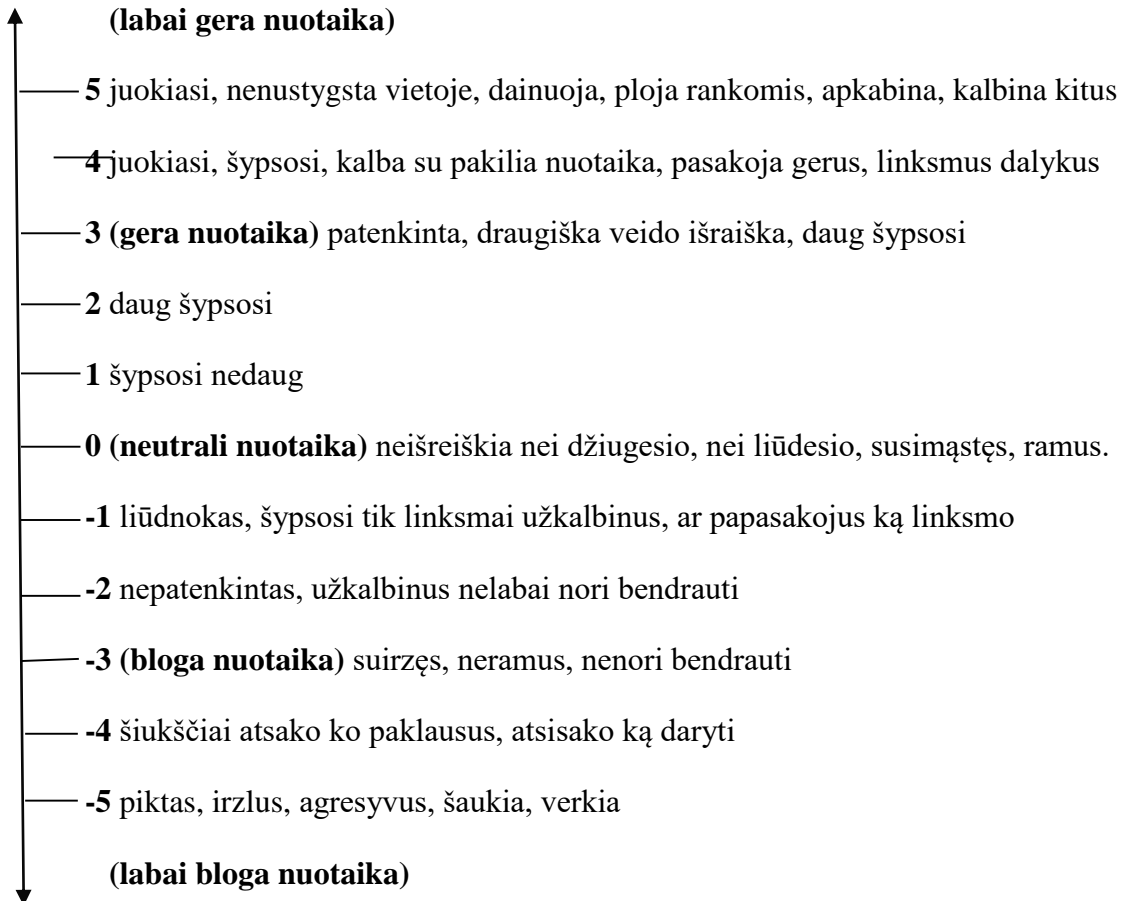 (labai gera nuotaika)
5 juokiasi, nenustygsta vietoje, dainuoja, ploja rankomis, apkabina, kalbina kitus
4 juokiasi, šypsosi, kalba su pakilia nuotaika, pasakoja gerus, linksmus dalykus
3 (gera nuotaika) patenkinta, draugiška veido išraiška, daug šypsosi
2 daug šypsosi
1 šypsosi nedaug
0 (neutrali nuotaika) neišreiškia nei džiugesio, nei liūdesio, susimąstęs, ramus.
-1 liūdnokas, šypsosi tik linksmai užkalbinus, ar papasakojus ką linksmo
-2 nepatenkintas, užkalbinus nelabai nori bendrauti
-3 (bloga nuotaika) suirzęs, neramus, nenori bendrauti
-4 šiukščiai atsako ko paklausus, atsisako ką daryti
-5 piktas, irzlus, agresyvus, šaukia, verkia
(labai bloga nuotaika)